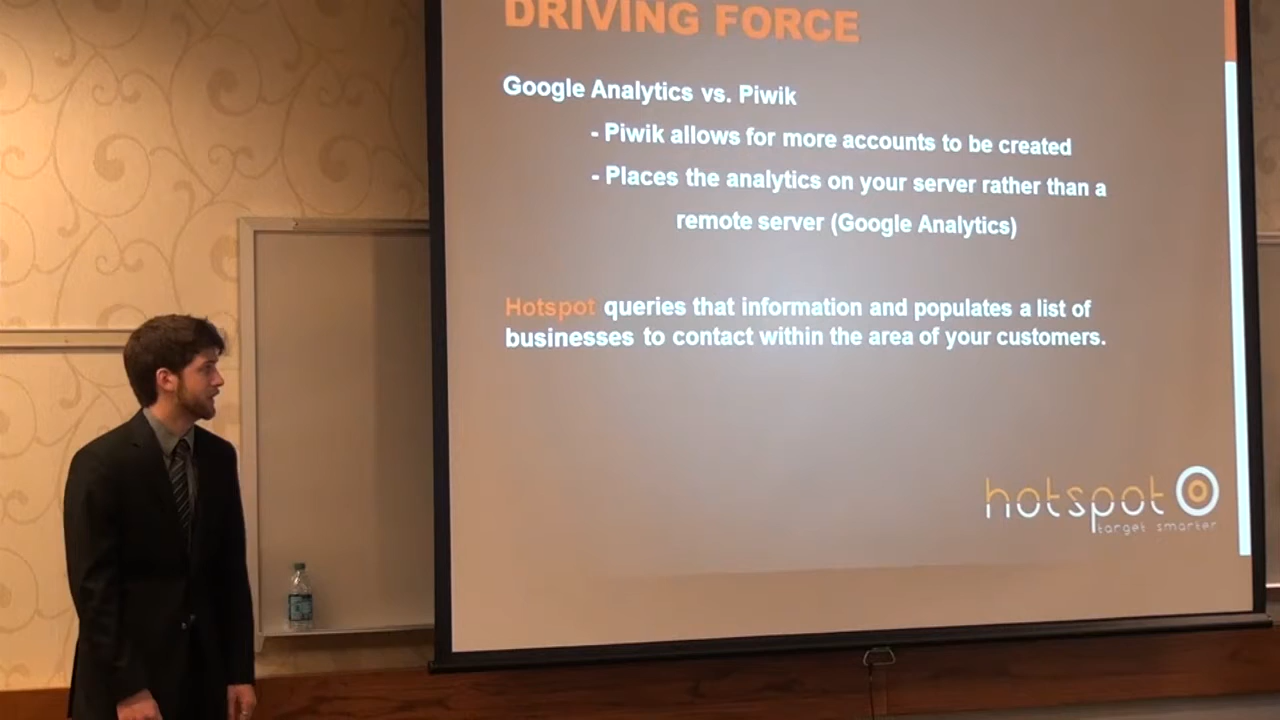 DRIVING FORCE
Google Analytics vs. Piwik
- Piwik allows for more accounts to be created
- Places the analytics on your server rather than a
remote server (Google Analytics)
Hotspot queries that information and populates a list of
businesses to contact within the area of your customers.
hotspot
target smarter